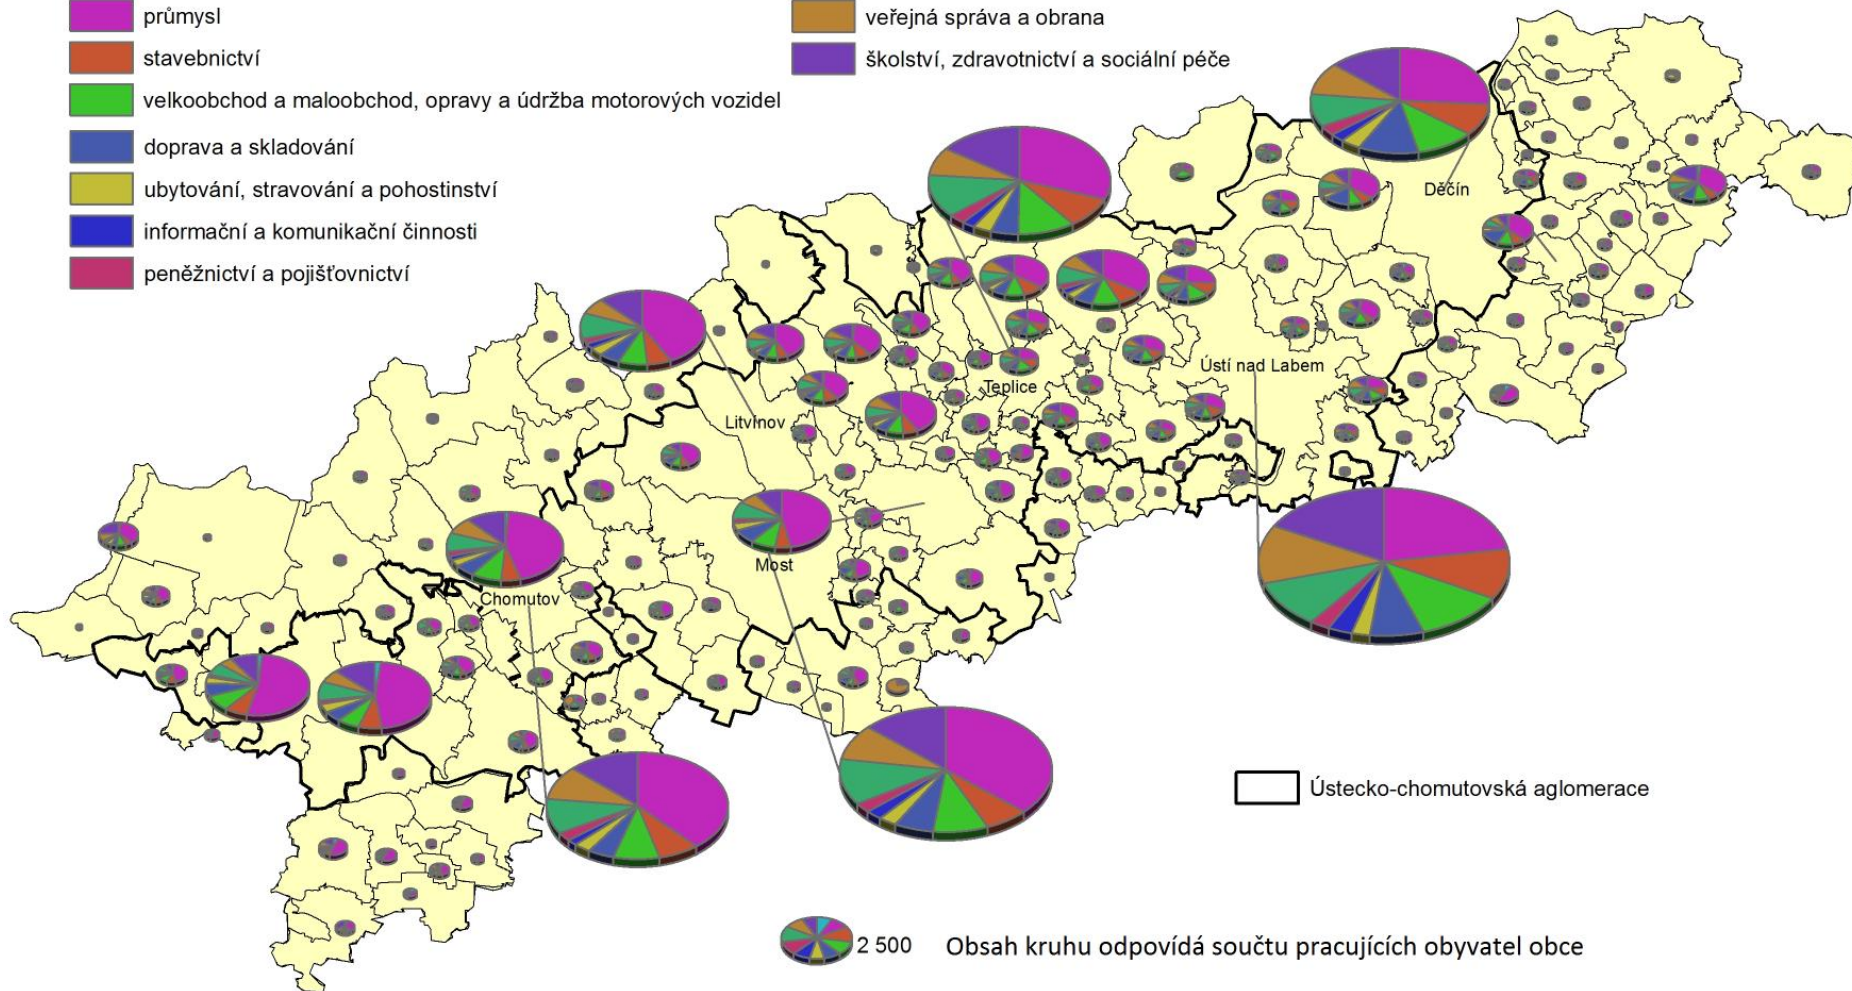 průmysl
stavebnictví
velkoobchod a maloobchod, opravy a údržba motorových vozidel
doprava a skladování
ubytování, stravování a pohostinství
informační a komunikační činnosti
peněžnictví a pojišťovnictví
veřejná správa a obrana
školství, zdravotnictví a sociální péče
Děčín
Ústí nad Labem
Teplice
Litvínov
Most
Chomutov
Ústecko-chomutovská aglomerace
2 500 Obsah kruhu odpovídá součtu pracujících obyvatel obce